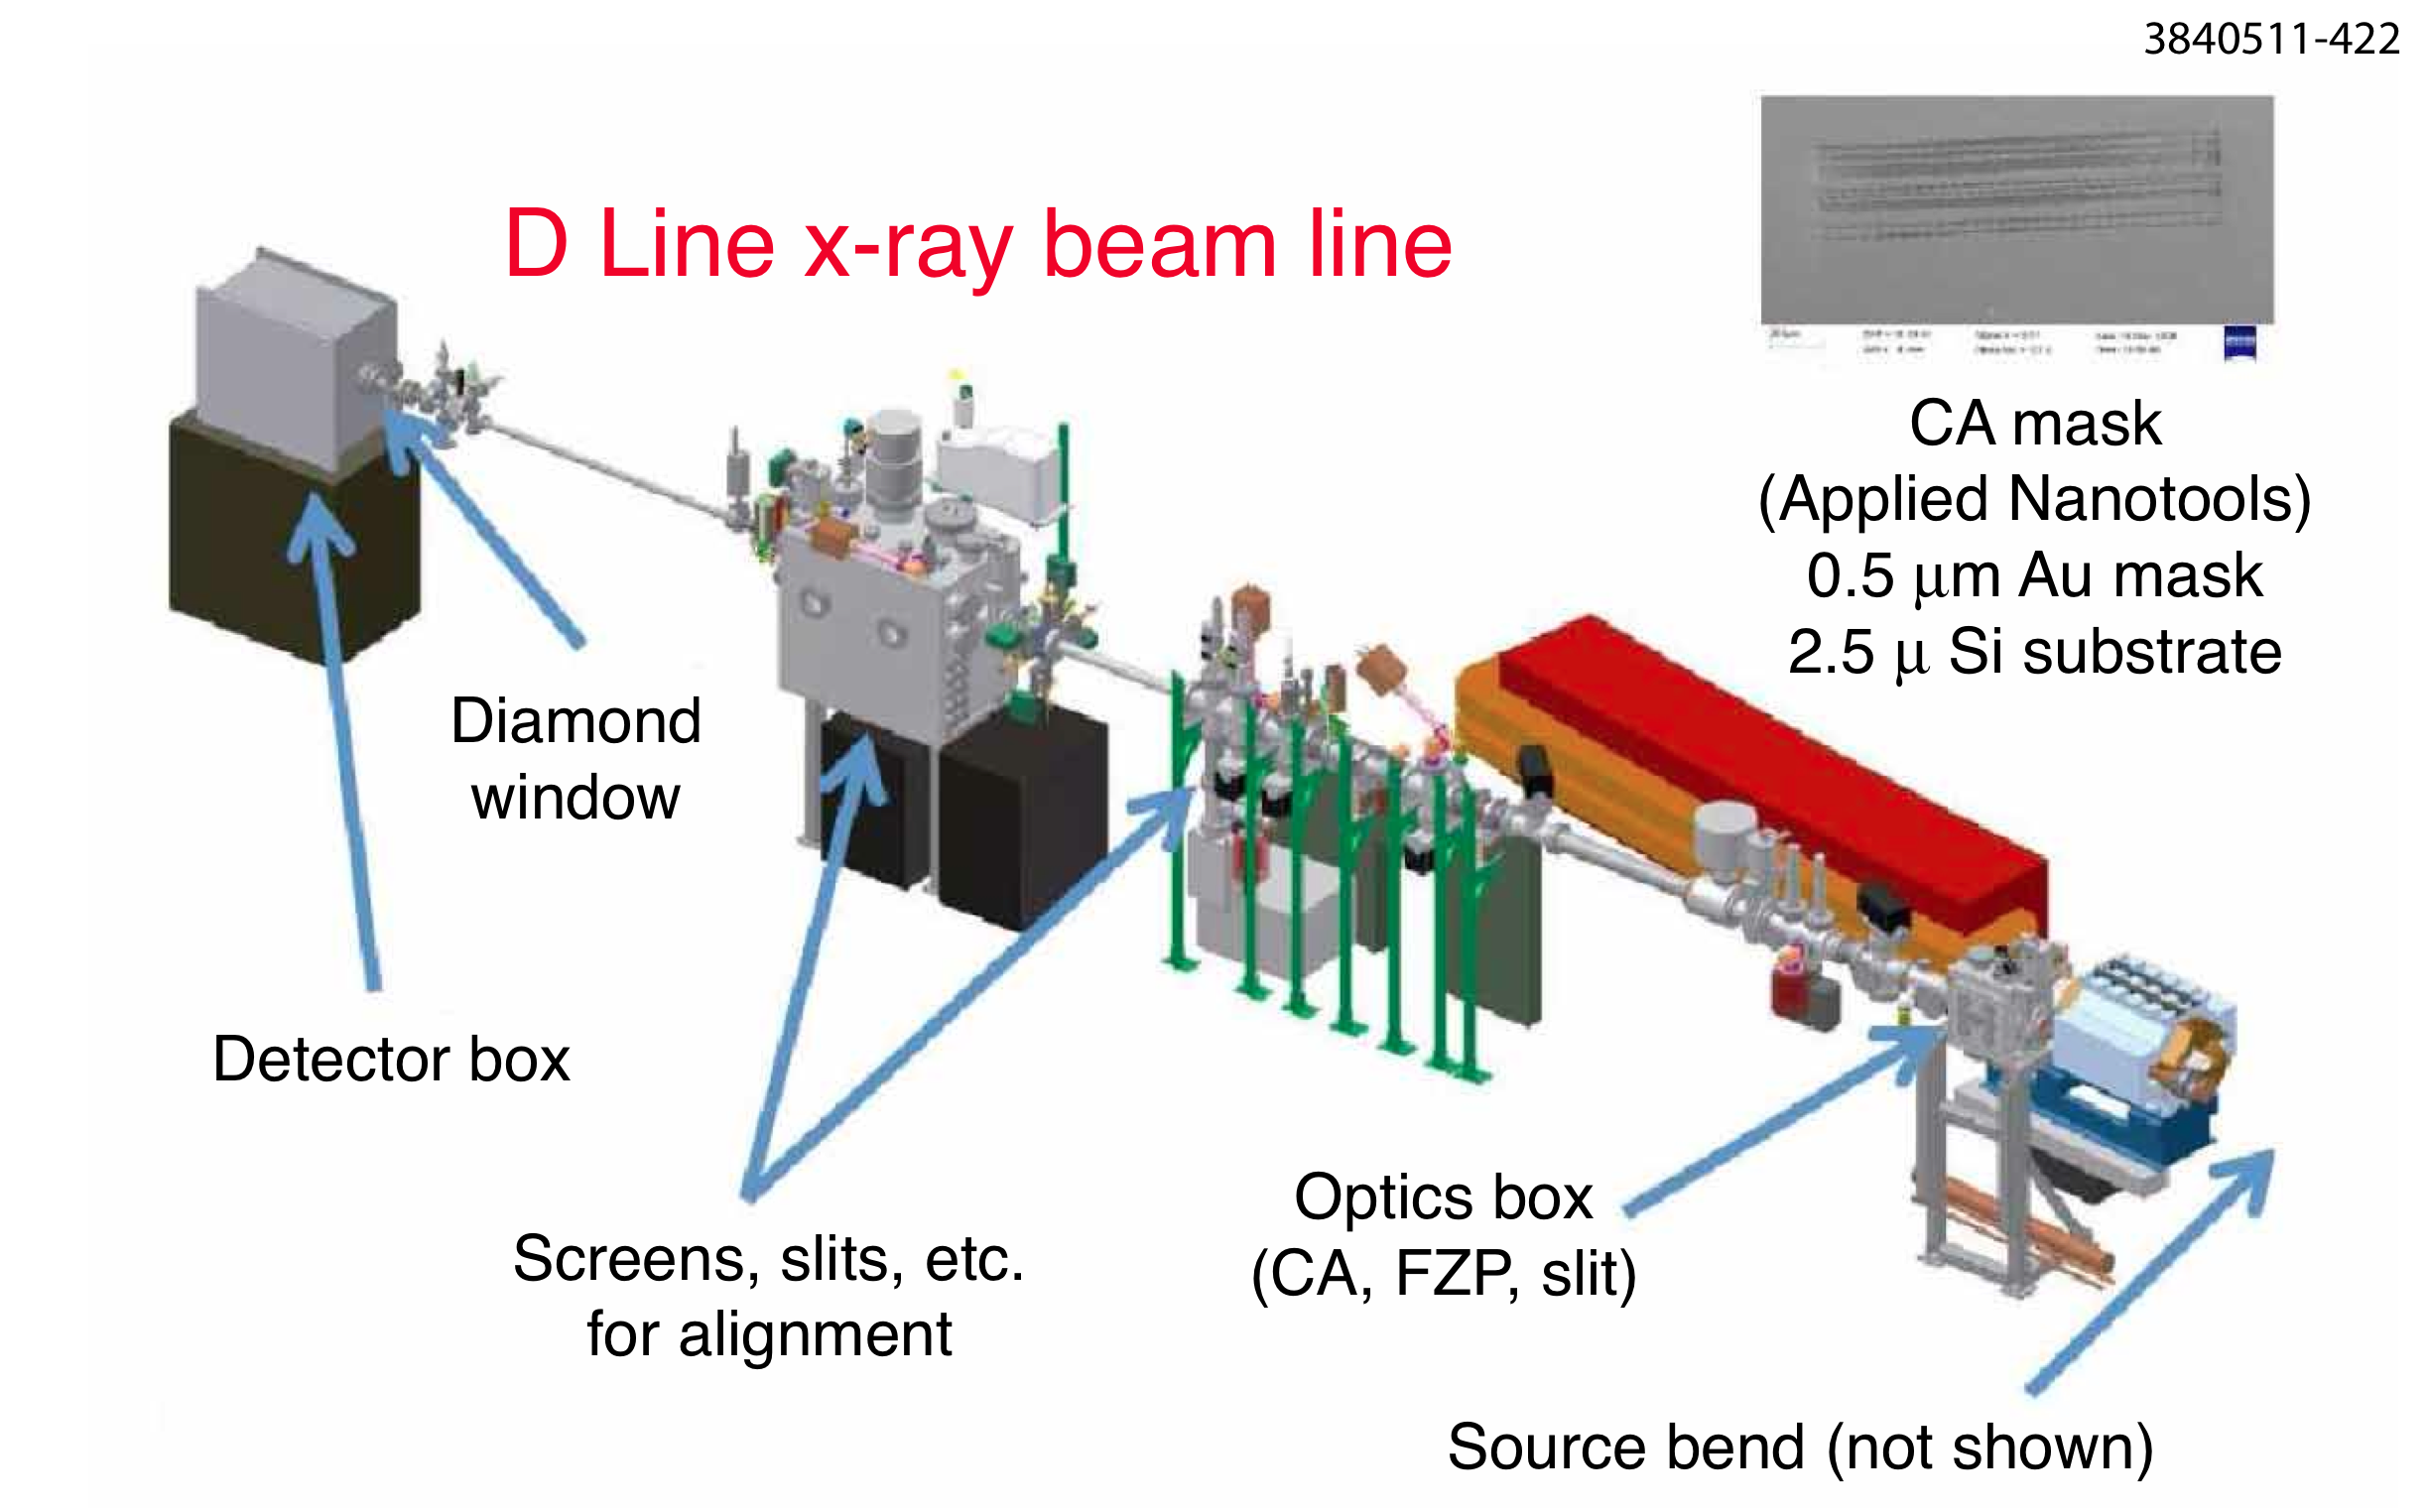 3840511-422
D Line x-ray beam line
CA mask
(Applied Nanotools)
0.5 μm Au mask
2.5 μ Si substrate
Diamond
window
Detector box
Screens, slits, etc.
for alignment
Optics box
(CA, FZP, slit)
Source bend (not shown)